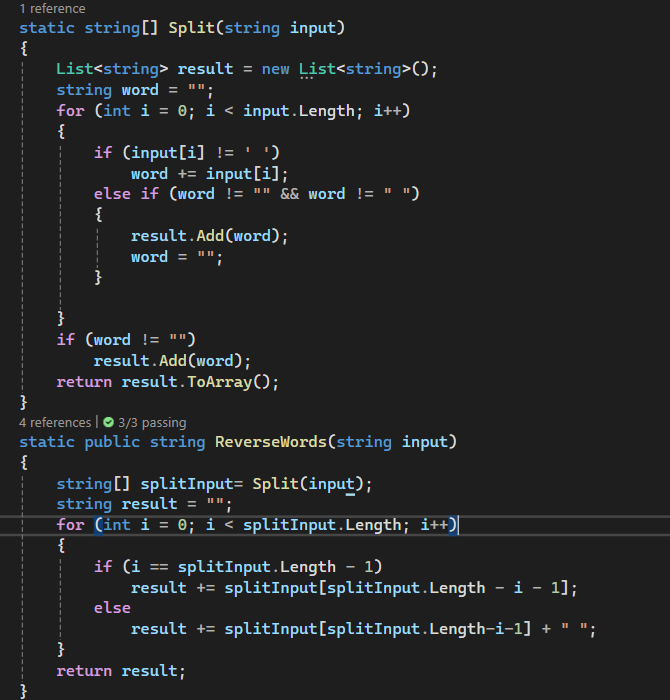 1 reference
static string[] Split(string input)
{
    List<string> result = new List<string>();
    string word = "";
    for (int i = 0; i < input.Length; i++)
    {
        if (input[i] != ' ')
            word += input[i];
        else if (word != "" && word != " ")
        {
            result.Add(word);
            word = "";
        }
    }
    if (word != "")
        result.Add(word);
    return result.ToArray();
}
4 references | 3/3 passing
static public string ReverseWords(string input)
{
    string[] splitInput= Split(input);
    string result = "";
    for (int i = 0; i < splitInput.Length; i++)
    {
        if (i == splitInput.Length - 1)
            result += splitInput[splitInput.Length - i - 1];
        else
            result += splitInput[splitInput.Length-i-1] + " ";
    }
    return result;
}